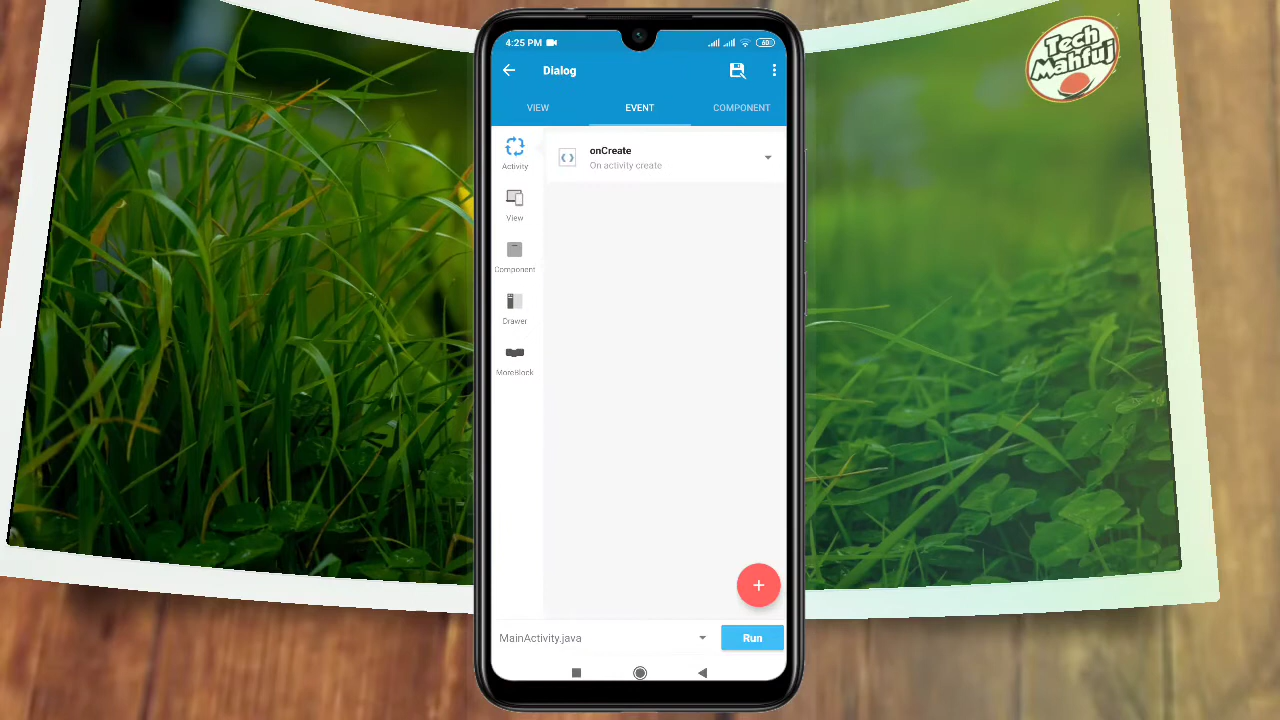 Tech
Mahfuj
4:25 PM
60
Dialog
VIEW
EVENT
COMPONENT
Activity
onCreate
On activity create
View
Component
Drawer
MoreBlock
MainActivity.java
Run